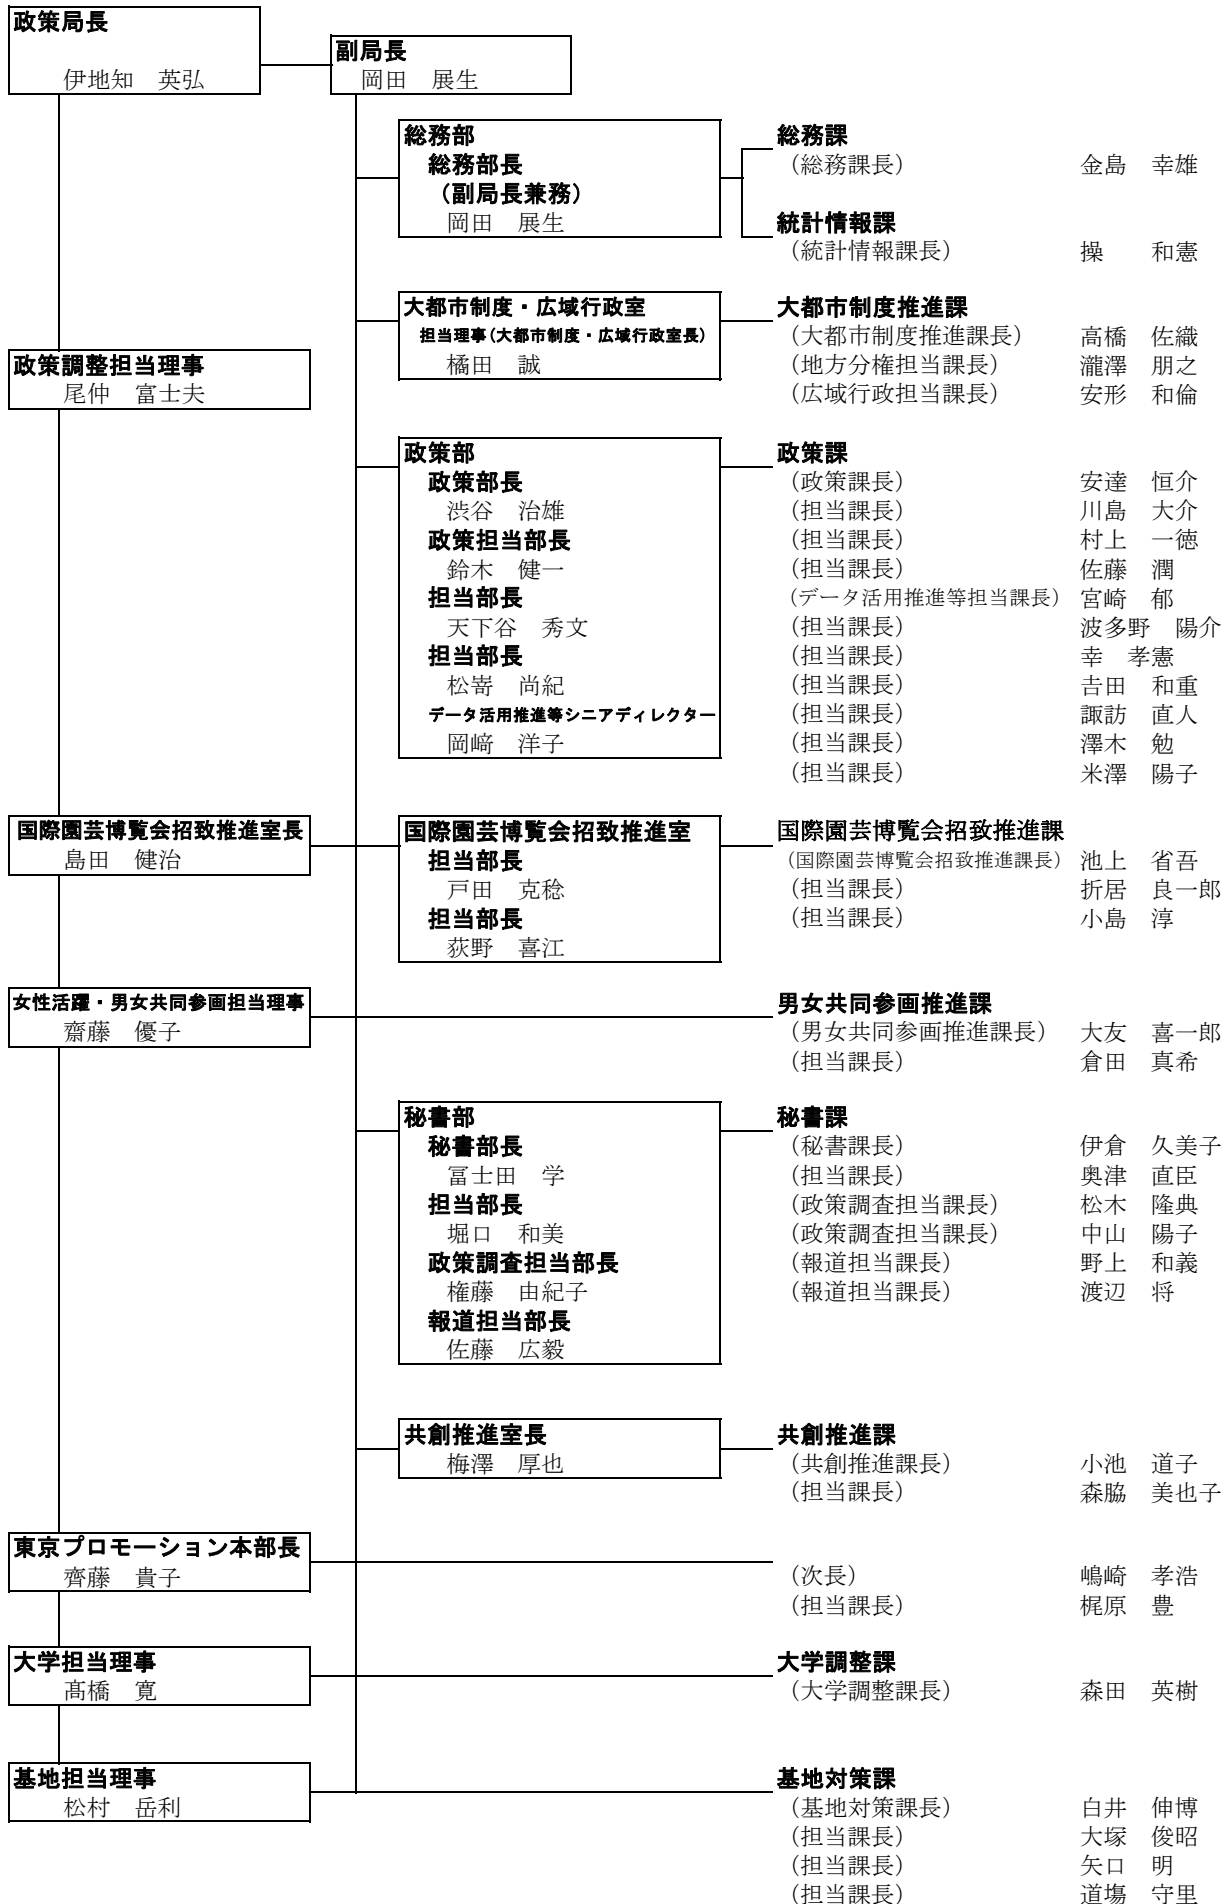 政策局長
伊地知　英弘
副局長
岡田　展生
総務部
総務部長
（副局長兼務）
岡田　展生
総務課
（総務課長）　金島　幸雄
統計情報課
（統計情報課長）　操　　和憲
大都市制度・広域行政室
担当理事(大都市制度・広域行政室長)
橘田　誠
大都市制度推進課
（大都市制度推進課長）　高橋　佐織
（地方分権担当課長）　瀧澤　朋之
（広域行政担当課長）　安形　和倫
政策調整担当理事
尾仲　富士夫
政策部
政策部長
渋谷　治雄
政策担当部長
鈴木　健一
担当部長
天下谷　秀文
担当部長
松嵜　尚紀
データ活用推進等シニアディレクター
岡﨑　洋子
政策課
（政策課長）　安達　恒介
（担当課長）　川島　大介
（担当課長）　村上　一徳
（担当課長）　佐藤　潤
（データ活用推進等担当課長）　宮崎　郁
（担当課長）　波多野　陽介
（担当課長）　幸　孝憲
（担当課長）　𠮷田　和重
（担当課長）　諏訪　直人
（担当課長）　澤木　勉
（担当課長）　米澤　陽子
国際園芸博覧会招致推進室長
島田　健治
国際園芸博覧会招致推進室
担当部長
戸田　克稔
担当部長
荻野　喜江
国際園芸博覧会招致推進課
（国際園芸博覧会招致推進課長）　池上　省吾
（担当課長）　折居　良一郎
（担当課長）　小島　淳
女性活躍・男女共同参画担当理事
齋藤　優子
男女共同参画推進課
（男女共同参画推進課長）　大友　喜一郎
（担当課長）　倉田　真希
秘書部
秘書部長
冨士田　学
担当部長
堀口　和美
政策調査担当部長
権藤　由紀子
報道担当部長
佐藤　広毅
秘書課
（秘書課長）　伊倉　久美子
（担当課長）　奥津　直臣
（政策調査担当課長）　松木　隆典
（政策調査担当課長）　中山　陽子
（報道担当課長）　野上　和義
（報道担当課長）　渡辺　将
共創推進室長
梅澤　厚也
共創推進課
（共創推進課長）　小池　道子
（担当課長）　森脇　美也子
東京プロモーション本部長
齊藤　貴子
（次長）　嶋崎　孝浩
（担当課長）　梶原　豊
大学担当理事
髙橋　寛
大学調整課
（大学調整課長）　森田　英樹
基地担当理事
松村　岳利
基地対策課
（基地対策課長）　白井　伸博
（担当課長）　大塚　俊昭
（担当課長）　矢口　明
（担当課長）　道塲　守里